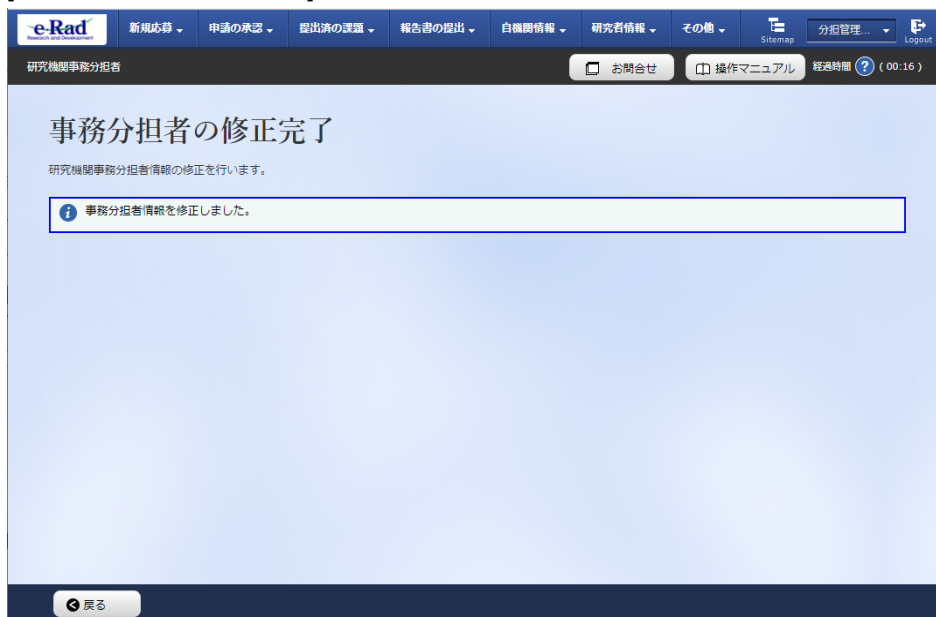 e-Rad
Research and Development
新規応募
申請の承認
提出済の課題
報告書の提出
自機関情報
研究者情報
その他
Sitemap
分担管理...
Logout
研究機関事務分担者
お問合せ
操作マニュアル
経過時間 ? ( 00:16 )
事務分担者の修正完了
研究機関事務分担者情報の修正を行います。
i 事務分担者情報を修正しました。
戻る